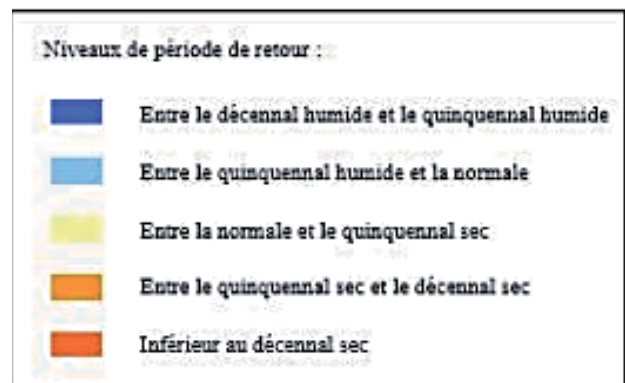 Niveaux de période de retour :
Entre le décennal humide et le quinquennal humide
Entre le quinquennal humide et la normale
Entre la normale et le quinquennal sec
Entre le quinquennal sec et le décennal sec
Inférieur au décennal sec